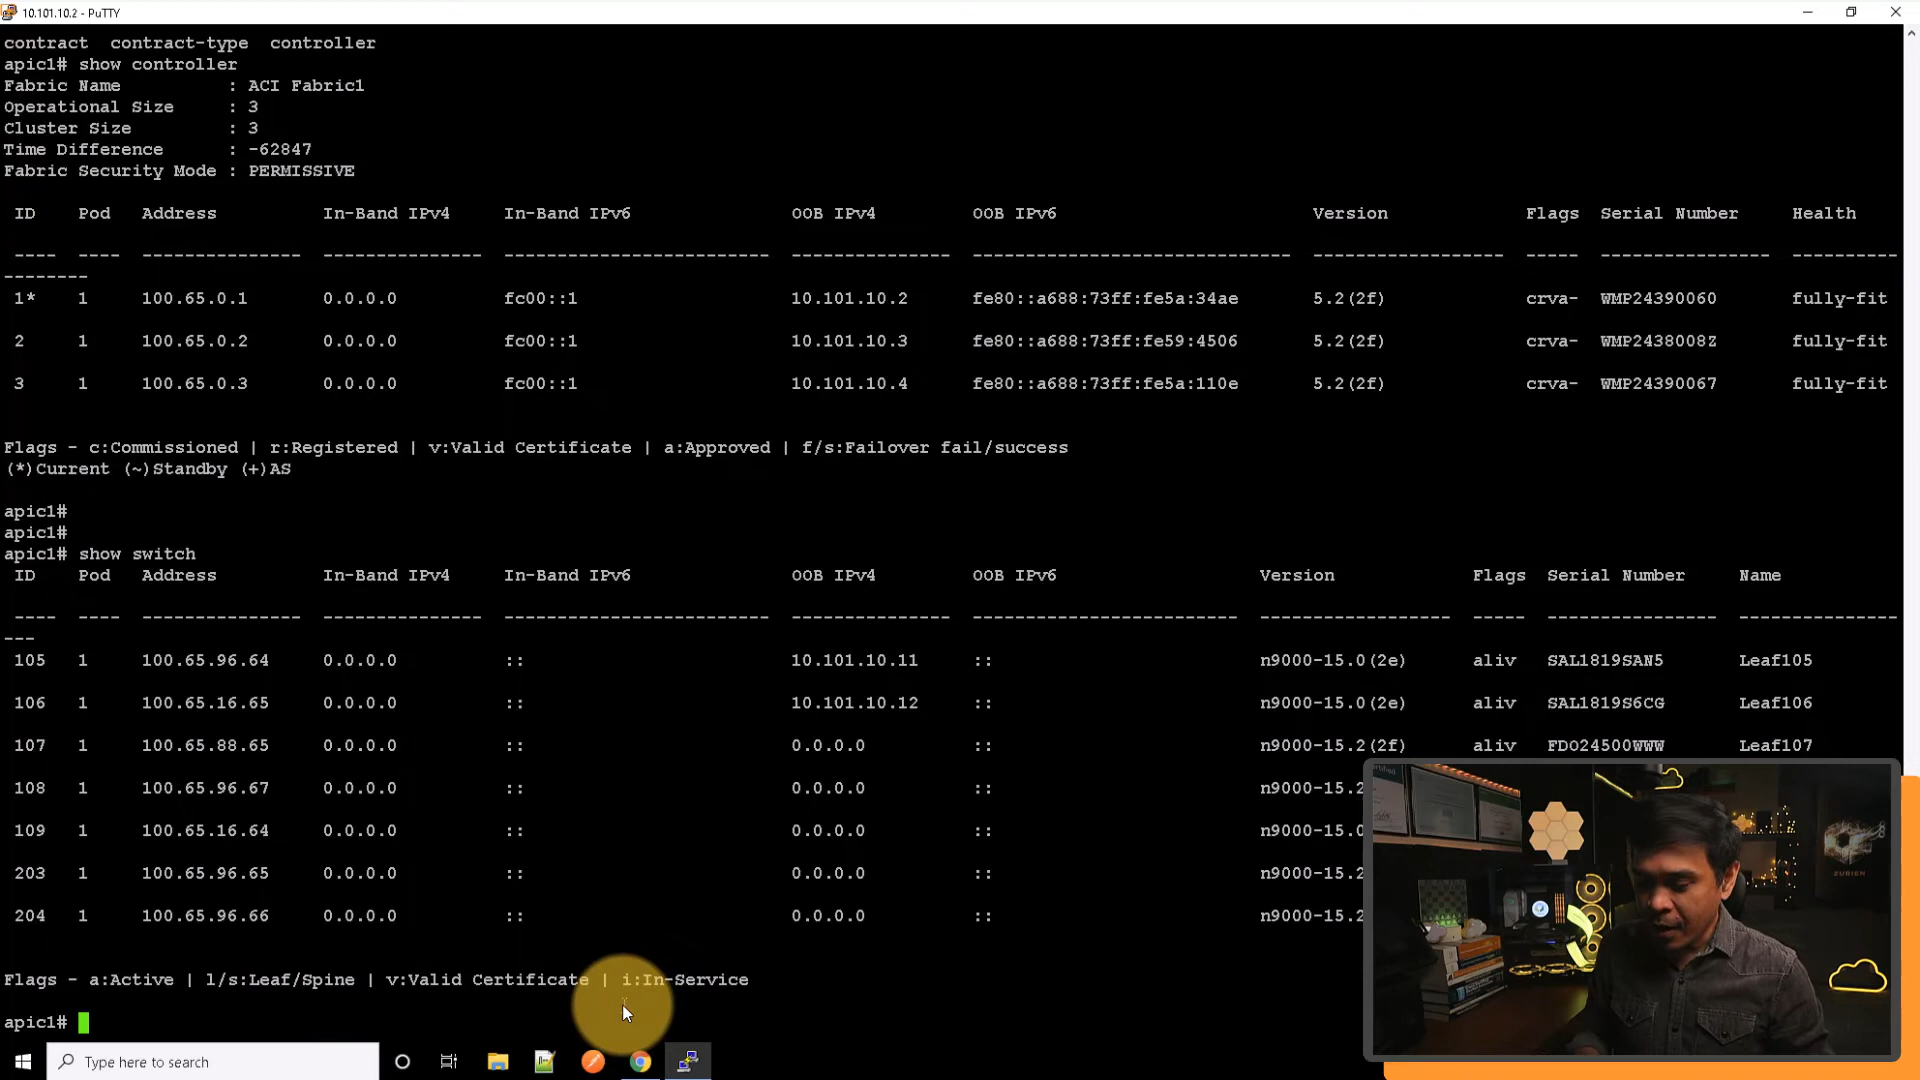 10.101.10.2 - PuTTY
contract contract-type controller
apic1# show controller
Fabric Name : ACI Fabric1
Operational Size : 3
Cluster Size : 3
Time Difference : -62847
Fabric Security Mode : PERMISSIVE
ID Pod Address In-Band IPv4 In-Band IPv6 OOB IPv4 OOB IPv6 Version Flags Serial Number Health
---- ---- --------------- --------------- ------------------------- --------------- ------------------------------ ------------------ ----- ---------------- ----------
--------
1* 1 100.65.0.1 0.0.0.0 fc00::1 10.101.10.2 fe80::a688:73ff:fe5a:34ae 5.2(2f) crva- WMP24390060 fully-fit
2 1 100.65.0.2 0.0.0.0 fc00::1 10.101.10.3 fe80::a688:73ff:fe59:4506 5.2(2f) crva- WMP2438008Z fully-fit
3 1 100.65.0.3 0.0.0.0 fc00::1 10.101.10.4 fe80::a688:73ff:fe5a:110e 5.2(2f) crva- WMP24390067 fully-fit
Flags - c:Commissioned | r:Registered | v:Valid Certificate | a:Approved | f/s:Failover fail/success
(*)Current (~)Standby (+)AS
apic1#
apic1#
apic1# show switch
ID Pod Address In-Band IPv4 In-Band IPv6 OOB IPv4 OOB IPv6 Version Flags Serial Number Name
---- ---- --------------- --------------- ------------------------- --------------- ------------------------- ------------------ ----- ---------------- ---------------
---
105 1 100.65.96.64 0.0.0.0 :: 10.101.10.11 :: n9000-15.0(2e) aliv SAL1819SAN5 Leaf105
106 1 100.65.16.65 0.0.0.0 :: 10.101.10.12 :: n9000-15.0(2e) aliv SAL1819S6CG Leaf106
107 1 100.65.88.65 0.0.0.0 :: 0.0.0.0 :: n9000-15.2(2f) aliv FDO24500WWW Leaf107
108 1 100.65.96.67 0.0.0.0 :: 0.0.0.0 :: n9000-15.2
109 1 100.65.16.64 0.0.0.0 :: 0.0.0.0 :: n9000-15.0
203 1 100.65.96.65 0.0.0.0 :: 0.0.0.0 :: n9000-15.2
204 1 100.65.96.66 0.0.0.0 :: 0.0.0.0 :: n9000-15.2
Flags - a:Active | l/s:Leaf/Spine | v:Valid Certificate | i:In-Service
apic1#
Type here to search